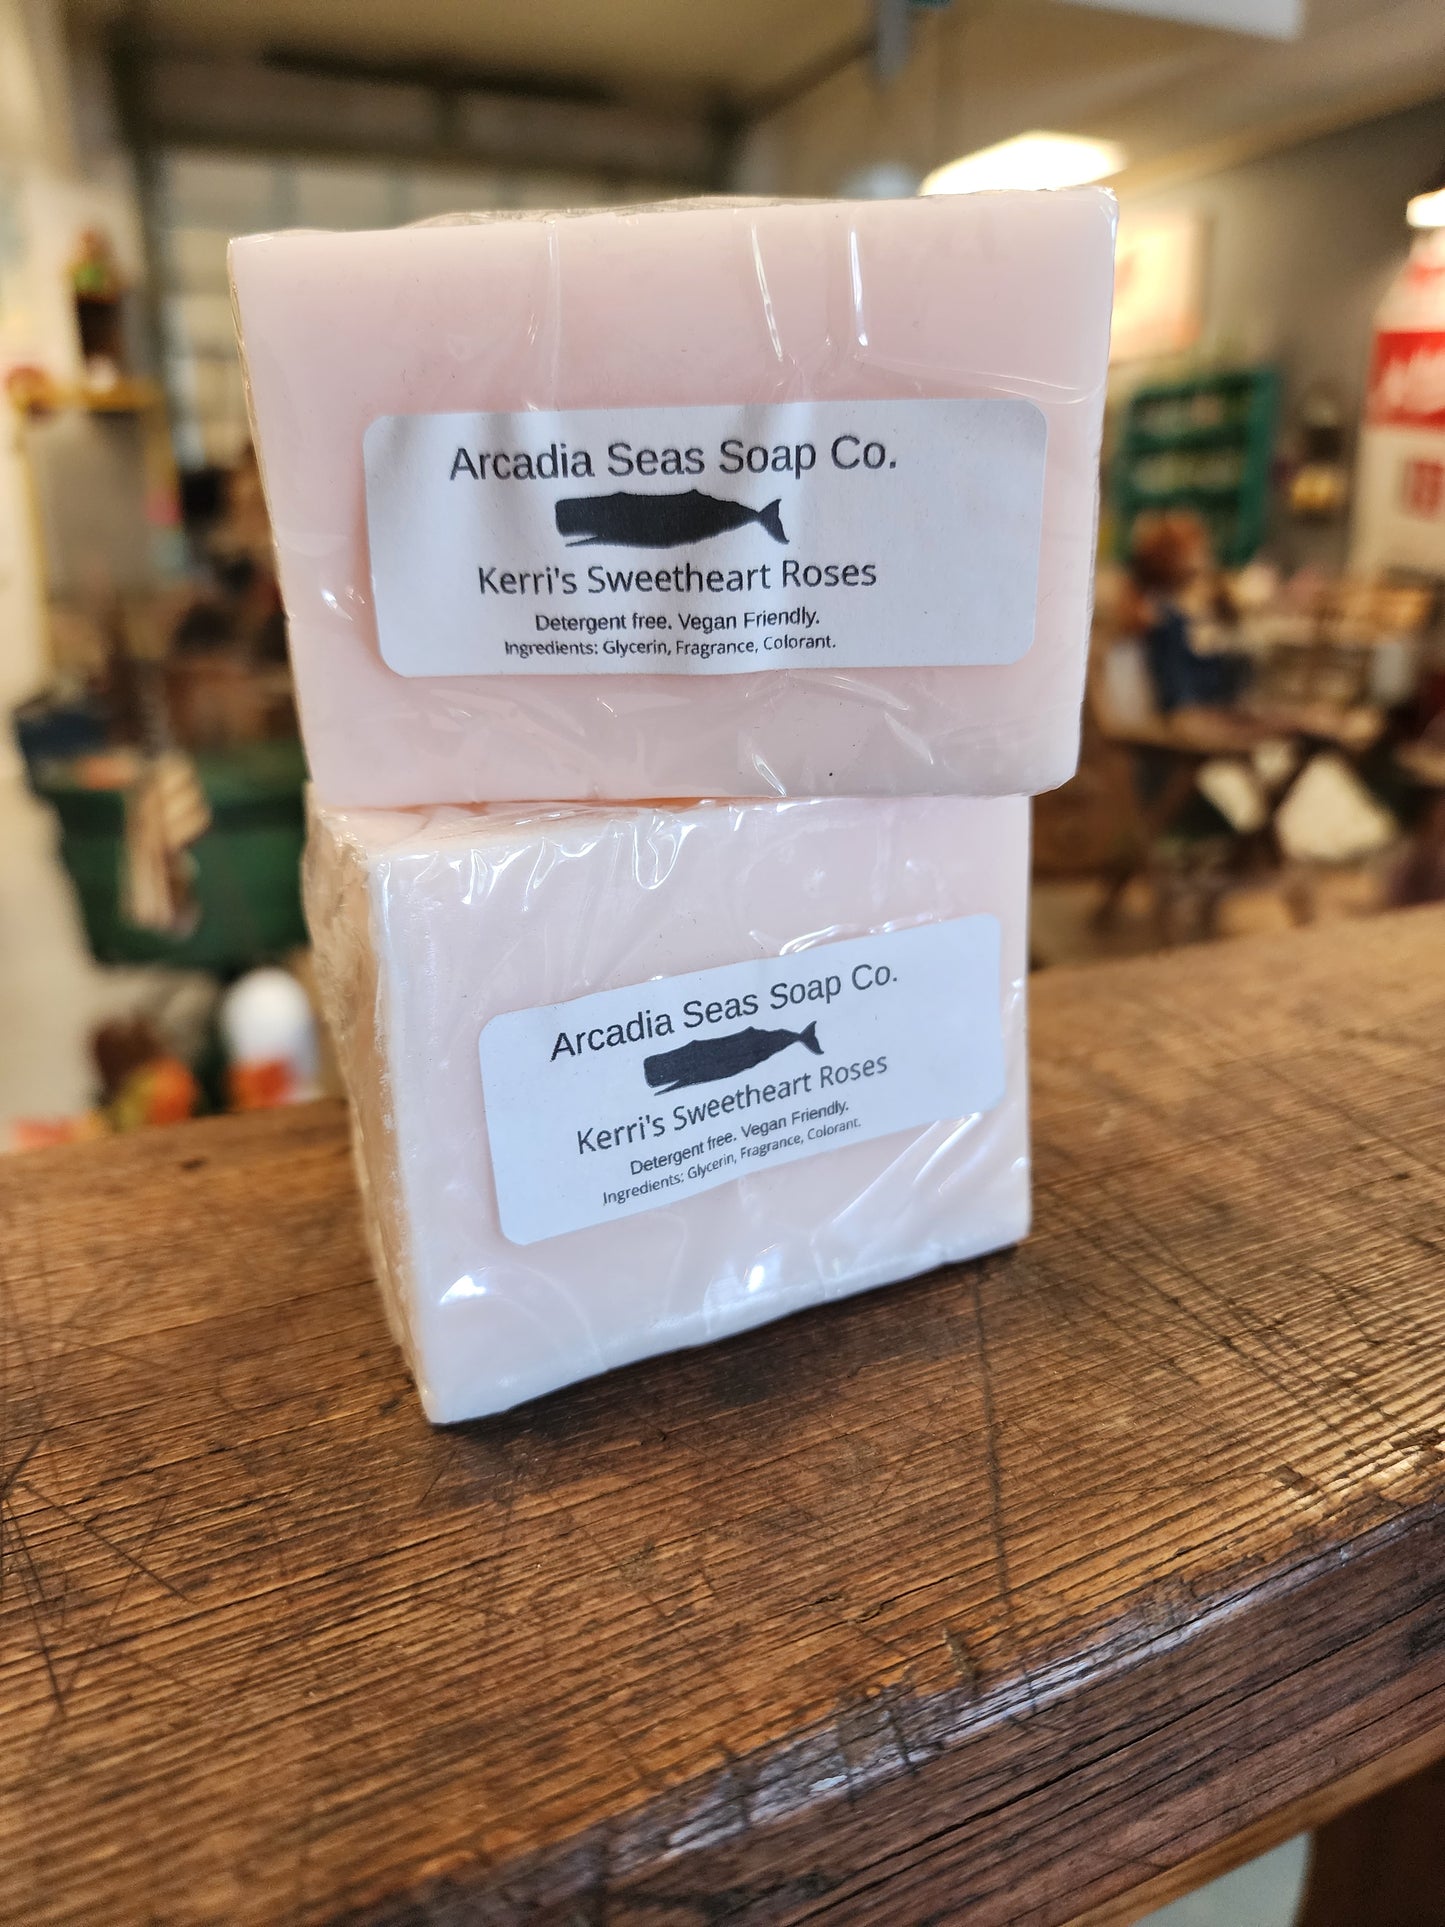 Arcadia Seas Soap Co.
Kerri's Sweetheart Roses
Detergent free. Vegan Friendly.
Ingredients: Glycerin, Fragrance, Colorant.
Arcadia Seas Soap Co.
Kerri's Sweetheart Roses
Detergent free. Vegan Friendly.
Ingredients: Glycerin, Fragrance, Colorant.